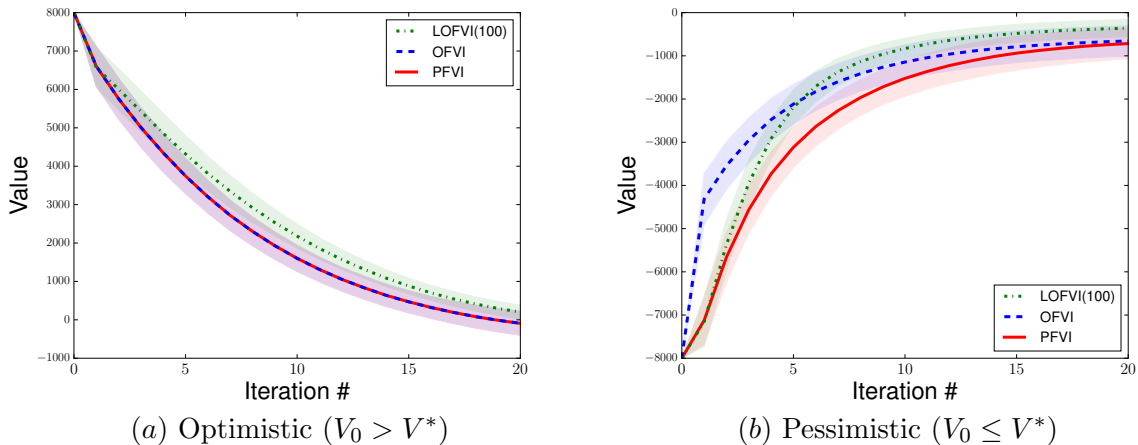 8000
7000
6000
5000
4000
3000
2000
1000
0
−1000
Value
0 5 10 15 20
Iteration #
LOFVI(100)
OFVI
PFVI
(a) Optimistic (V₀ > V*)
0
−1000
−2000
−3000
−4000
−5000
−6000
−7000
−8000
Value
0 5 10 15 20
Iteration #
LOFVI(100)
OFVI
PFVI
(b) Pessimistic (V₀ ≤ V*)